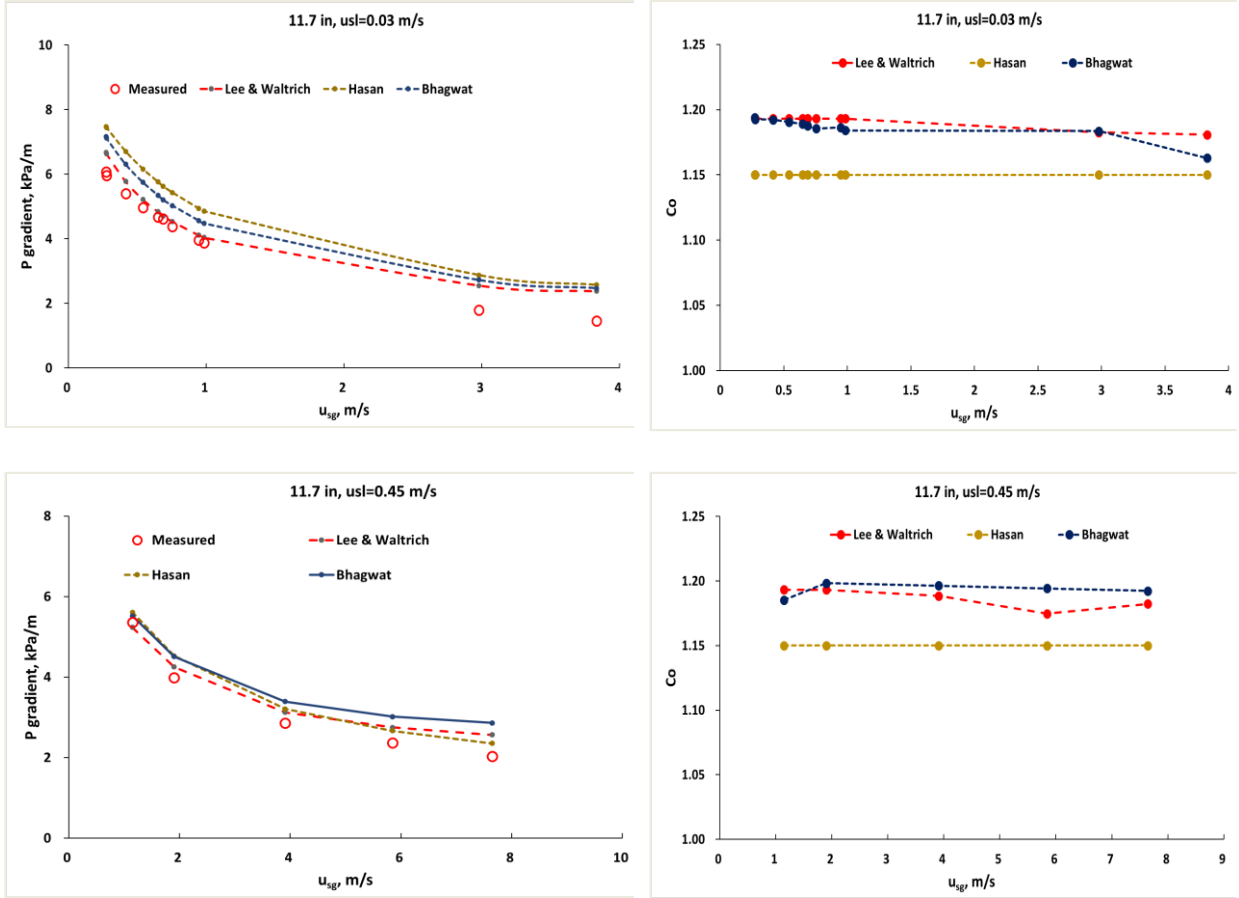 11.7 in, usl=0.03 m/s
10
8
6
4
2
0
P gradient, kPa/m
Measured Lee & Waltrich Hasan Bhagwat
0 1 2 3 4
usg, m/s
11.7 in, usl=0.03 m/s
1.25
1.20
1.15
1.10
1.05
1.00
Co
Lee & Waltrich Hasan Bhagwat
0 0.5 1 1.5 2 2.5 3 3.5 4
usg, m/s
11.7 in, usl=0.45 m/s
8
6
4
2
0
P gradient, kPa/m
Measured Lee & Waltrich
Hasan Bhagwat
0 2 4 6 8 10
usg, m/s
11.7 in, usl=0.45 m/s
1.25
1.20
1.15
1.10
1.05
1.00
Co
Lee & Waltrich Hasan Bhagwat
0 1 2 3 4 5 6 7 8 9
usg, m/s